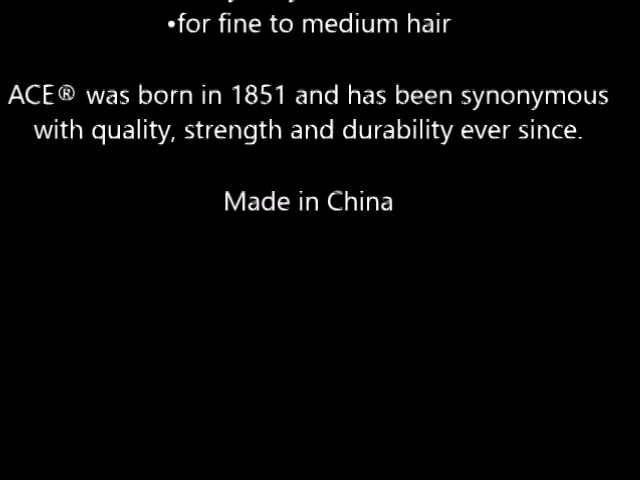 •for fine to medium hair
ACE® was born in 1851 and has been synonymous
with quality, strength and durability ever since.
Made in China